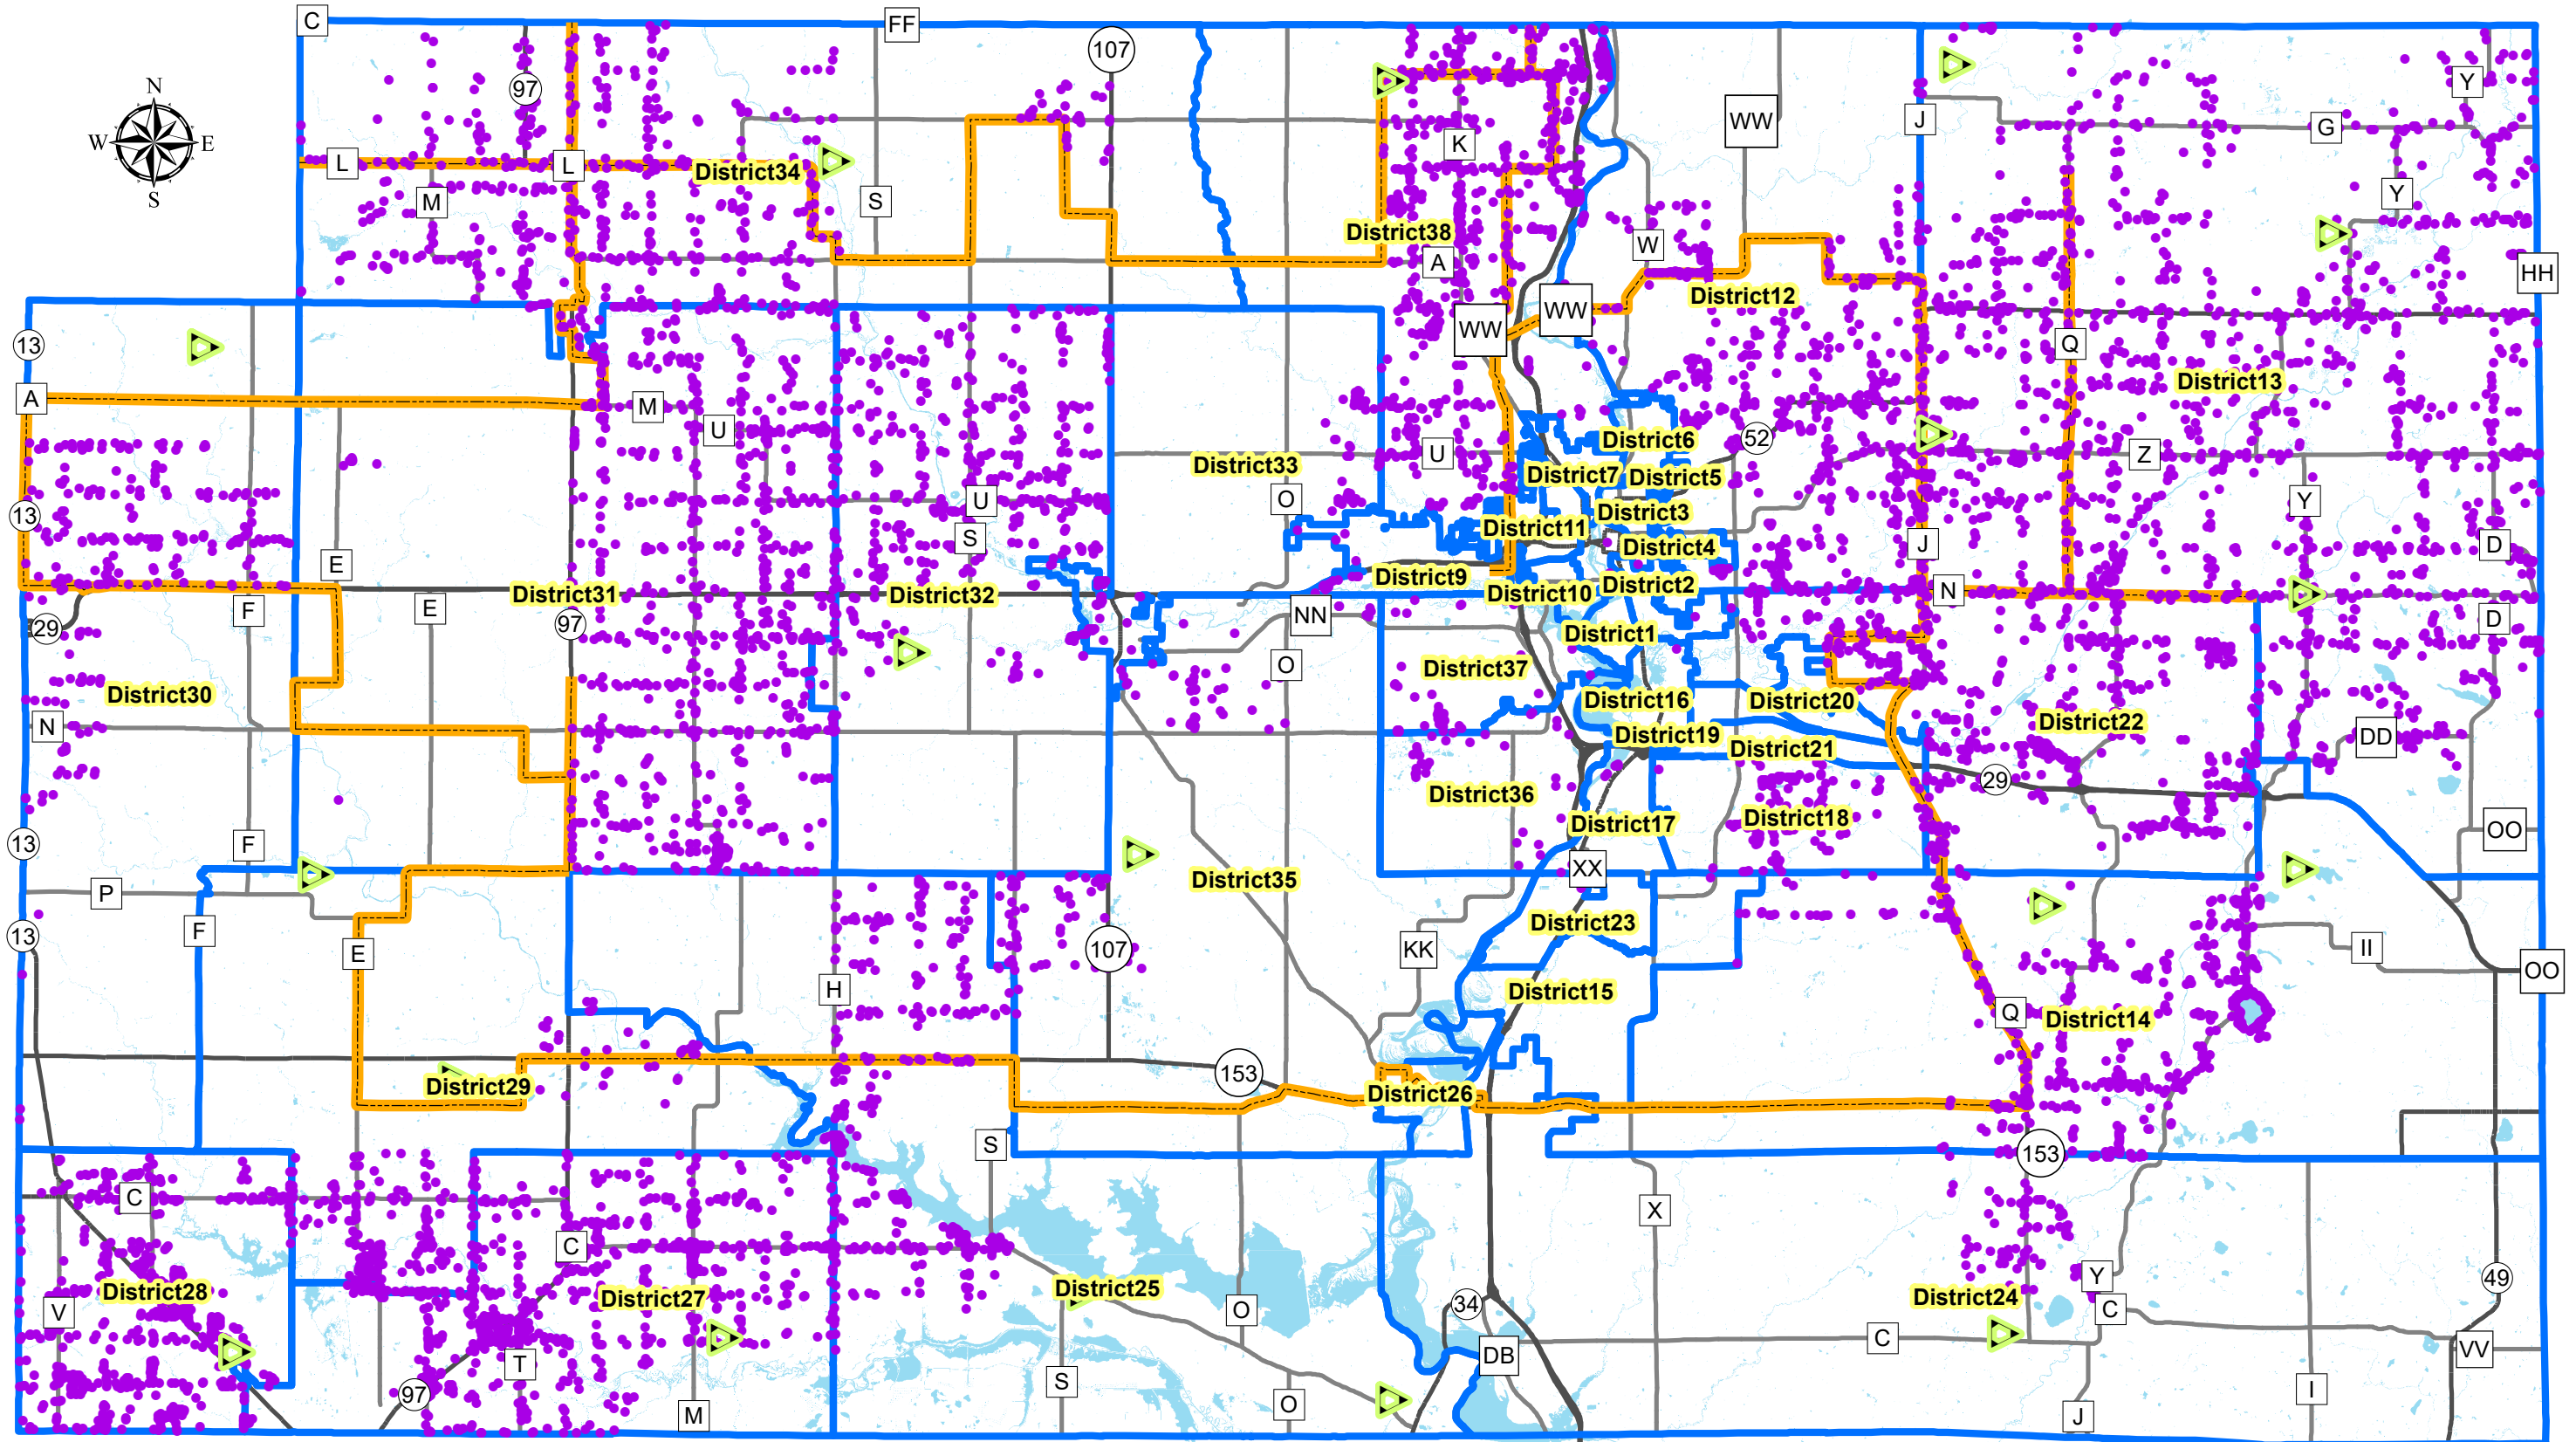 C
FF
107
97
Y
N
W
E
S
WW
J
G
K
L
L
District34
M
S
Y
District38
W
A
HH
District12
WW
WW
13
Q
A
District13
M
U
District6
52
U
Z
District33
District7
District5
O
U
Y
13
District3
District11
S
J
D
District4
E
District9
District2
District31
District32
District10
N
F
E
NN
D
29
97
District1
O
District37
District30
District16
District20
District22
N
District19
DD
District21
29
District36
District18
District17
OO
13
F
XX
District35
P
District23
F
13
E
107
KK
II
OO
H
District15
Q
District14
153
District29
District26
S
153
C
X
C
Y
49
District28
District27
District25
District24
V
O
34
C
C
T
DB
VV
S
I
97
O
M
J